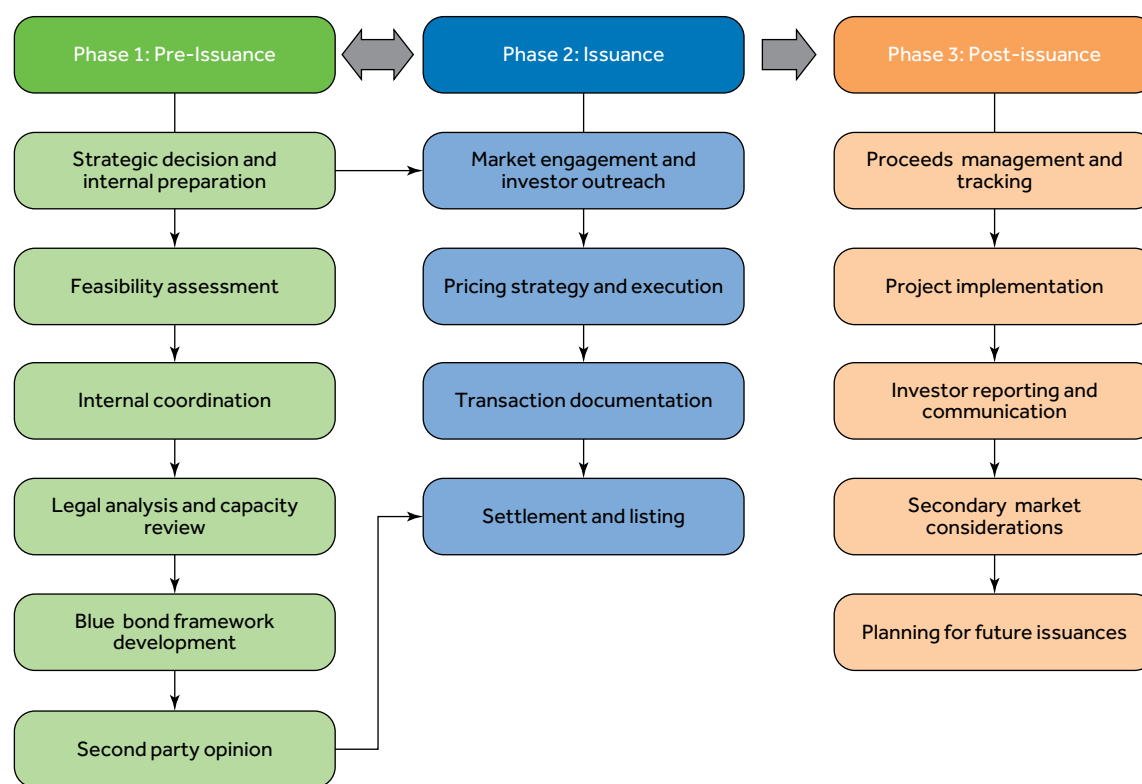 Phase 1: Pre-Issuance
Strategic decision and
internal preparation
Feasibility assessment
Internal coordination
Legal analysis and capacity
review
Blue bond framework
development
Second party opinion
Phase 2: Issuance
Market engagement and
investor outreach
Pricing strategy and execution
Transaction documentation
Settlement and listing
Phase 3: Post-issuance
Proceeds management and
tracking
Project implementation
Investor reporting and
communication
Secondary market
considerations
Planning for future issuances